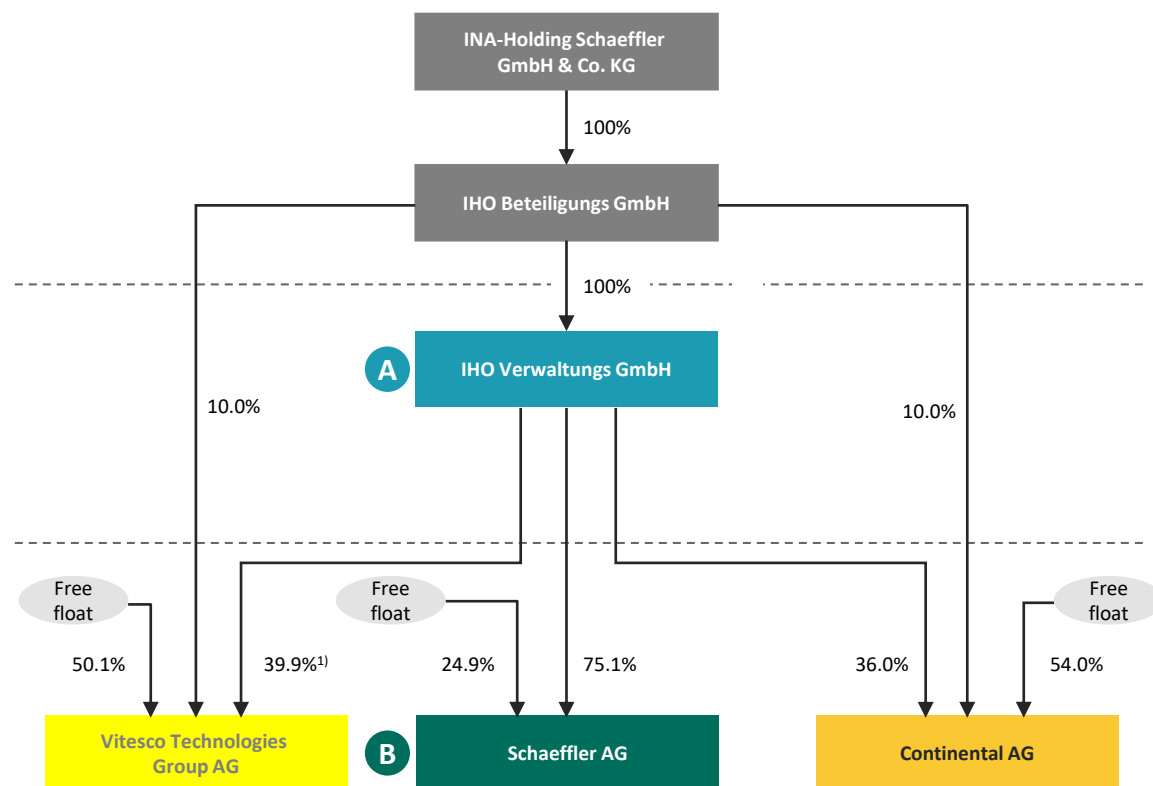 INA-Holding Schaeffler
GmbH & Co. KG
100%
IHO Beteiligungs GmbH
100%
A
IHO Verwaltungs GmbH
10.0%
10.0%
Free
float
Free
float
Free
float
50.1%
39.9%¹⁾
24.9%
75.1%
36.0%
54.0%
Vitesco Technologies
Group AG
B
Schaeffler AG
Continental AG